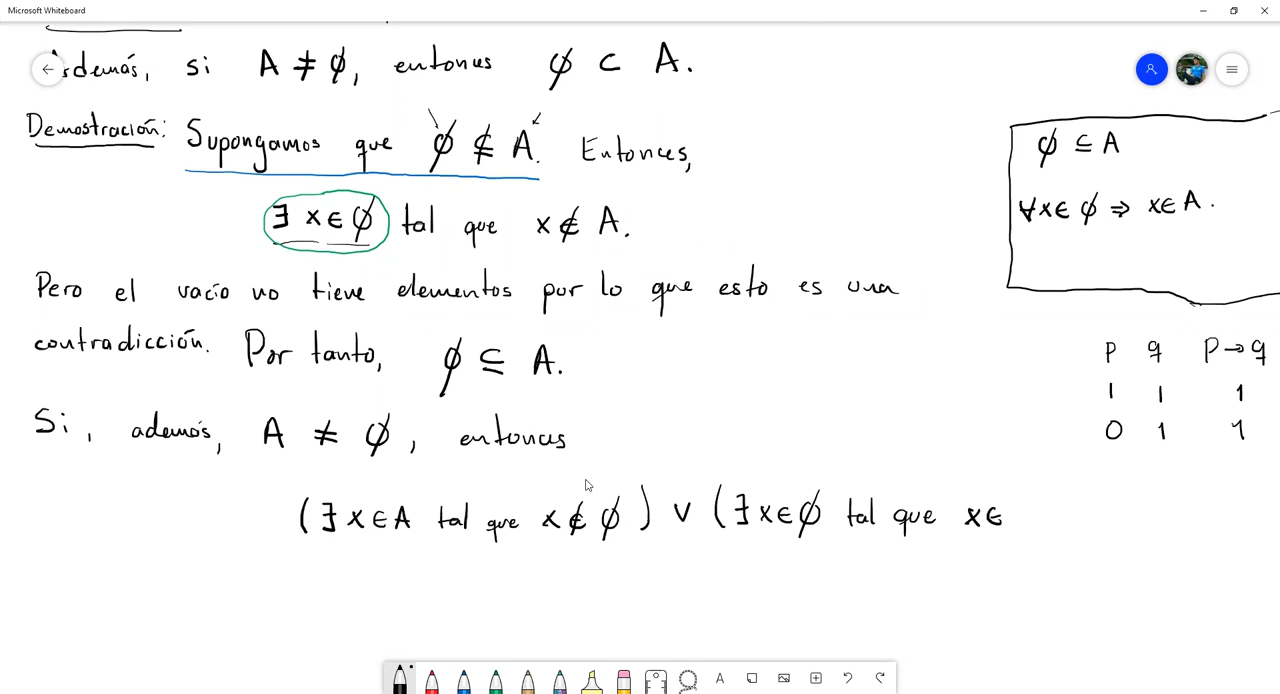 Microsoft Whiteboard
Además, si A ≠ ∅, entonces ∅ ⊂ A.
Demostración: Supongamos que ∅ ⊈ A. Entonces,
∃ x ∈ ∅ tal que x ∉ A.
Pero el vacío no tiene elementos por lo que esto es una
contradicción. Por tanto, ∅ ⊆ A.
Si, además, A ≠ ∅, entonces
(∃ x ∈ A tal que x ∉ ∅) ∨ (∃ x ∈ ∅ tal que x ∈
∅ ⊆ A
∀x ∈ ∅ ⇒ x ∈ A.
p q p → q
1 1 1
0 1 1
A